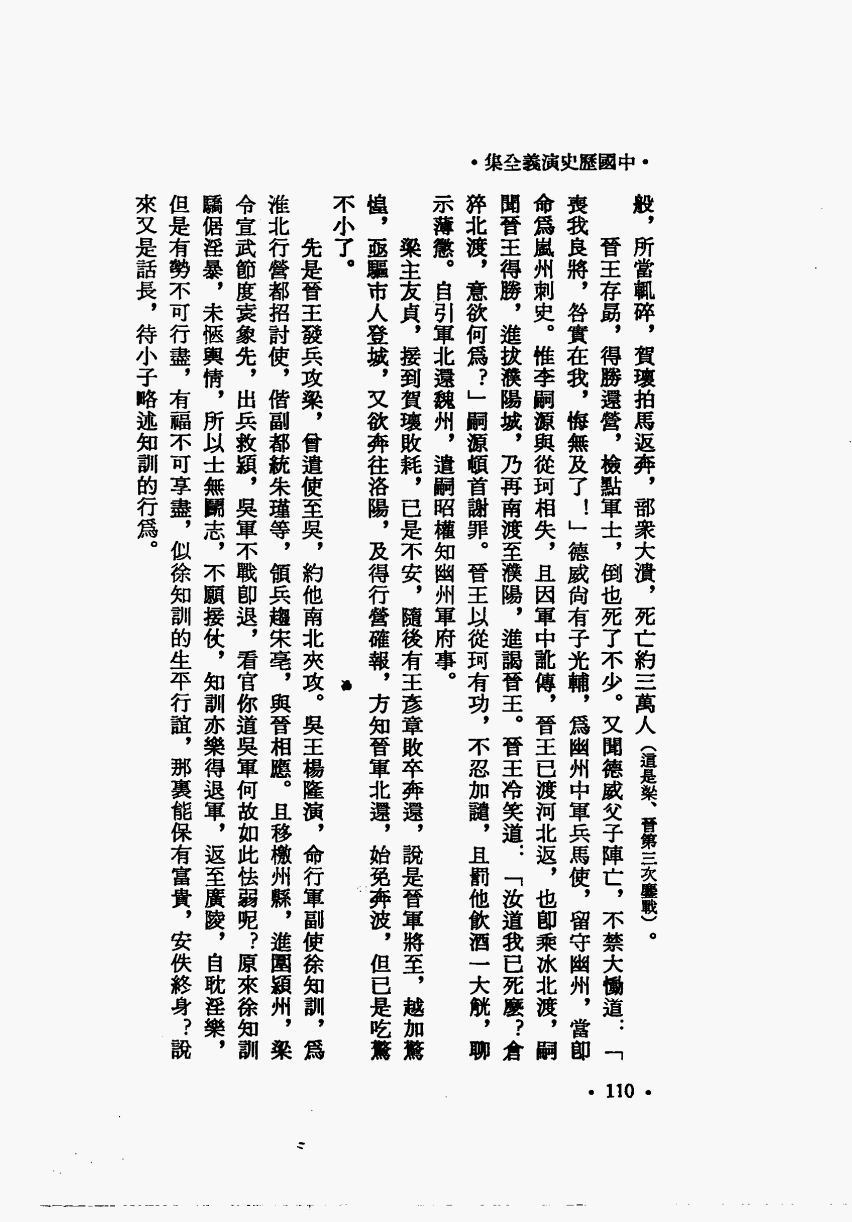 •中國歷史演義全集•
般，所當輒碎，賀瓌拍馬返奔，部衆大潰，死亡約三萬人（這是梁、晉第三次鏖戰）。
晉王存勗，得勝還營，檢點軍士，倒也死了不少。又聞德威父子陣亡，不禁大慟道：「
喪我良將，咎實在我，悔無及了！」德威尙有子光輔，爲幽州中軍兵馬使，留守幽州，當卽
命爲嵐州刺史。惟李嗣源與從珂相失，且因軍中訛傳，晉王已渡河北返，也卽乘冰北渡，嗣
聞晉王得勝，進拔濮陽城，乃再南渡至濮陽，進謁晉王。晉王冷笑道：「汝道我已死麼？倉
猝北渡，意欲何爲？」嗣源頓首謝罪。晉王以從珂有功，不忍加譴，且罰他飲酒一大觥，聊
示薄懲。自引軍北還魏州，遣嗣昭權知幽州軍府事。
梁主友貞，接到賀瓌敗耗，已是不安，隨後有王彥章敗卒奔還，說是晉軍將至，越加驚
惶，亟驅市人登城，又欲奔往洛陽，及得行營確報，方知晉軍北還，始免奔波，但已是吃驚
不小了。
先是晉王發兵攻梁，曾遣使至吳，約他南北夾攻。吳王楊隆演，命行軍副使徐知訓，爲
淮北行營都招討使，偕副都統朱瑾等，領兵趨宋亳，與晉相應。且移檄州縣，進圍潁州，梁
令宣武節度袁象先，出兵救潁，吳軍不戰卽退，看官你道吳軍何故如此怯弱呢？原來徐知訓
驕倨淫暴，未愜輿情，所以士無鬭志，不願接仗，知訓亦樂得退軍，返至廣陵，自耽淫樂，
但是有勢不可行盡，有福不可享盡，似徐知訓的生平行誼，那裏能保有富貴，安佚終身？說
來又是話長，待小子略述知訓的行爲。
•110•